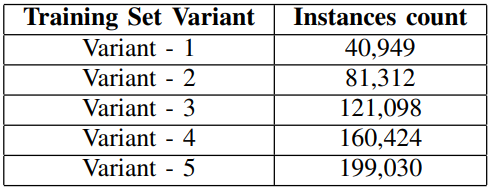 Training Set Variant Instances count
Variant - 1 40,949
Variant - 2 81,312
Variant - 3 121,098
Variant - 4 160,424
Variant - 5 199,030